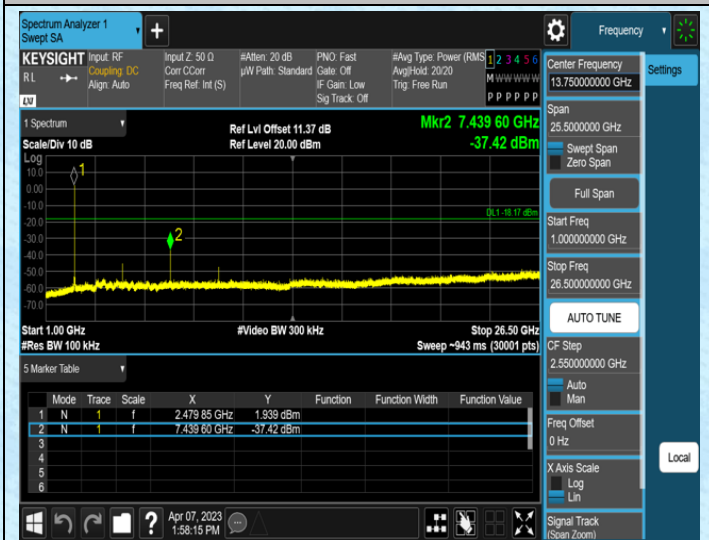 Spectrum Analyzer 1
Swept SA
+
Frequency
KEYSIGHT
Input: RF
Coupling: DC
Align: Auto
Input Z: 50 Ω
Corr CCorr
Freq Ref: Int (S)
#Atten: 20 dB
µW Path: Standard
PNO: Fast
Gate: Off
IF Gain: Low
Sig Track: Off
#Avg Type: Power (RMS
Avg|Hold: 20/20
Trig: Free Run
1 2 3 4 5 6
M W W W W W
P P P P P P
R L
LXI
1 Spectrum
Scale/Div 10 dB
Ref Lvl Offset 11.37 dB
Ref Level 20.00 dBm
Mkr2 7.439 60 GHz
-37.42 dBm
Log
10.0
0.00
-10.0
-20.0
-30.0
-40.0
-50.0
-60.0
-70.0
1
2
DL1 -18.17 dBm
Start 1.00 GHz
#Res BW 100 kHz
#Video BW 300 kHz
Stop 26.50 GHz
Sweep ~943 ms (30001 pts)
5 Marker Table
Mode Trace Scale X Y Function Function Width Function Value
1 N 1 f 2.479 85 GHz 1.939 dBm
2 N 1 f 7.439 60 GHz -37.42 dBm
3
4
5
6
Center Frequency
13.75000000 GHz
Settings
Span
25.5000000 GHz
Swept Span
Zero Span
Full Span
Start Freq
1.000000000 GHz
Stop Freq
26.500000000 GHz
AUTO TUNE
CF Step
2.550000000 GHz
Auto
Man
Freq Offset
0 Hz
X Axis Scale
Log
Lin
Signal Track
(Span Zoom)
Local
?
Apr 07, 2023
1:58:15 PM